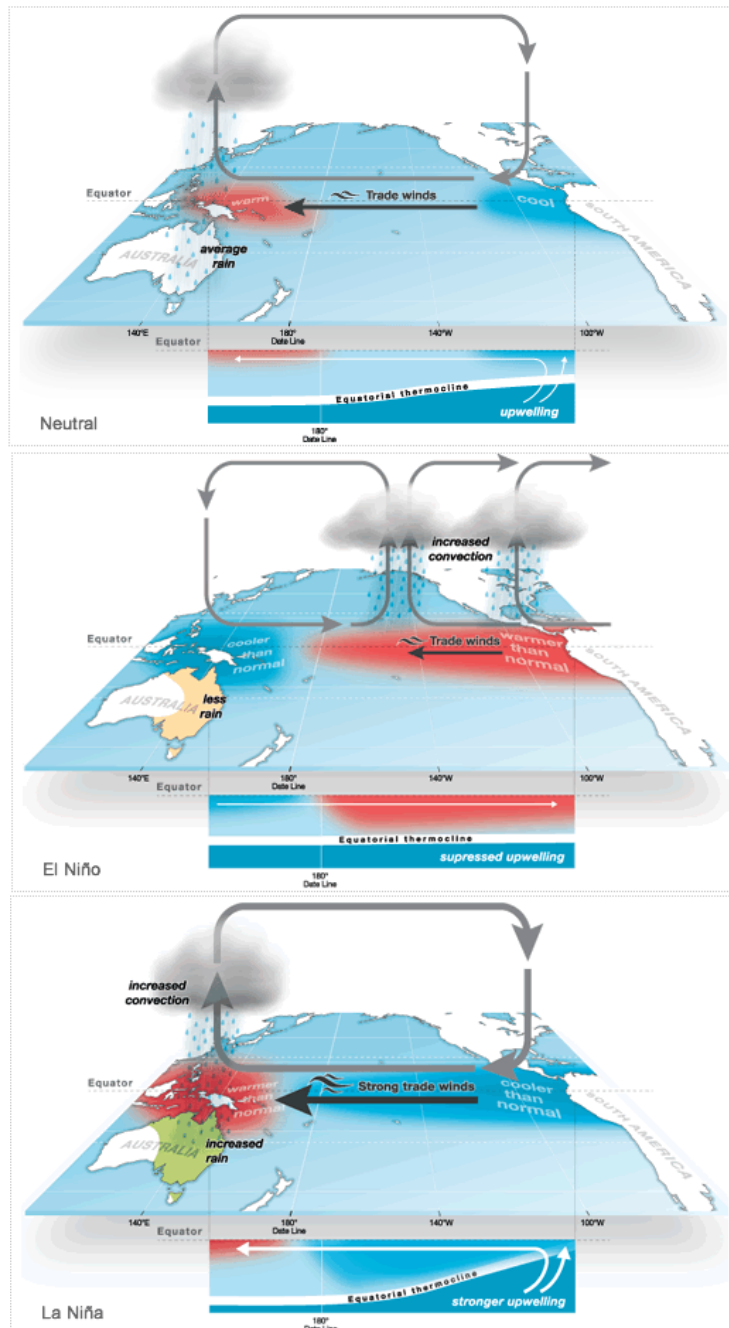 Equator
warm
Trade winds
cool
AUSTRALIA
average
rain
SOUTH AMERICA
140°E
180°
Date Line
140°W
100°W
Equator
Equatorial thermocline
upwelling
180°
Date Line
Neutral
increased
convection
Equator
cooler
than
normal
Trade winds
warmer
than
normal
AUSTRALIA
less
rain
SOUTH AMERICA
140°E
180°
Date Line
140°W
100°W
Equator
Equatorial thermocline
supressed upwelling
180°
Date Line
El Niño
increased
convection
Equator
warmer
than
normal
Strong trade winds
cooler
than
normal
AUSTRALIA
increased
rain
SOUTH AMERICA
140°E
180°
Date Line
140°W
100°W
Equator
Equatorial thermocline
stronger upwelling
180°
Date Line
La Niña